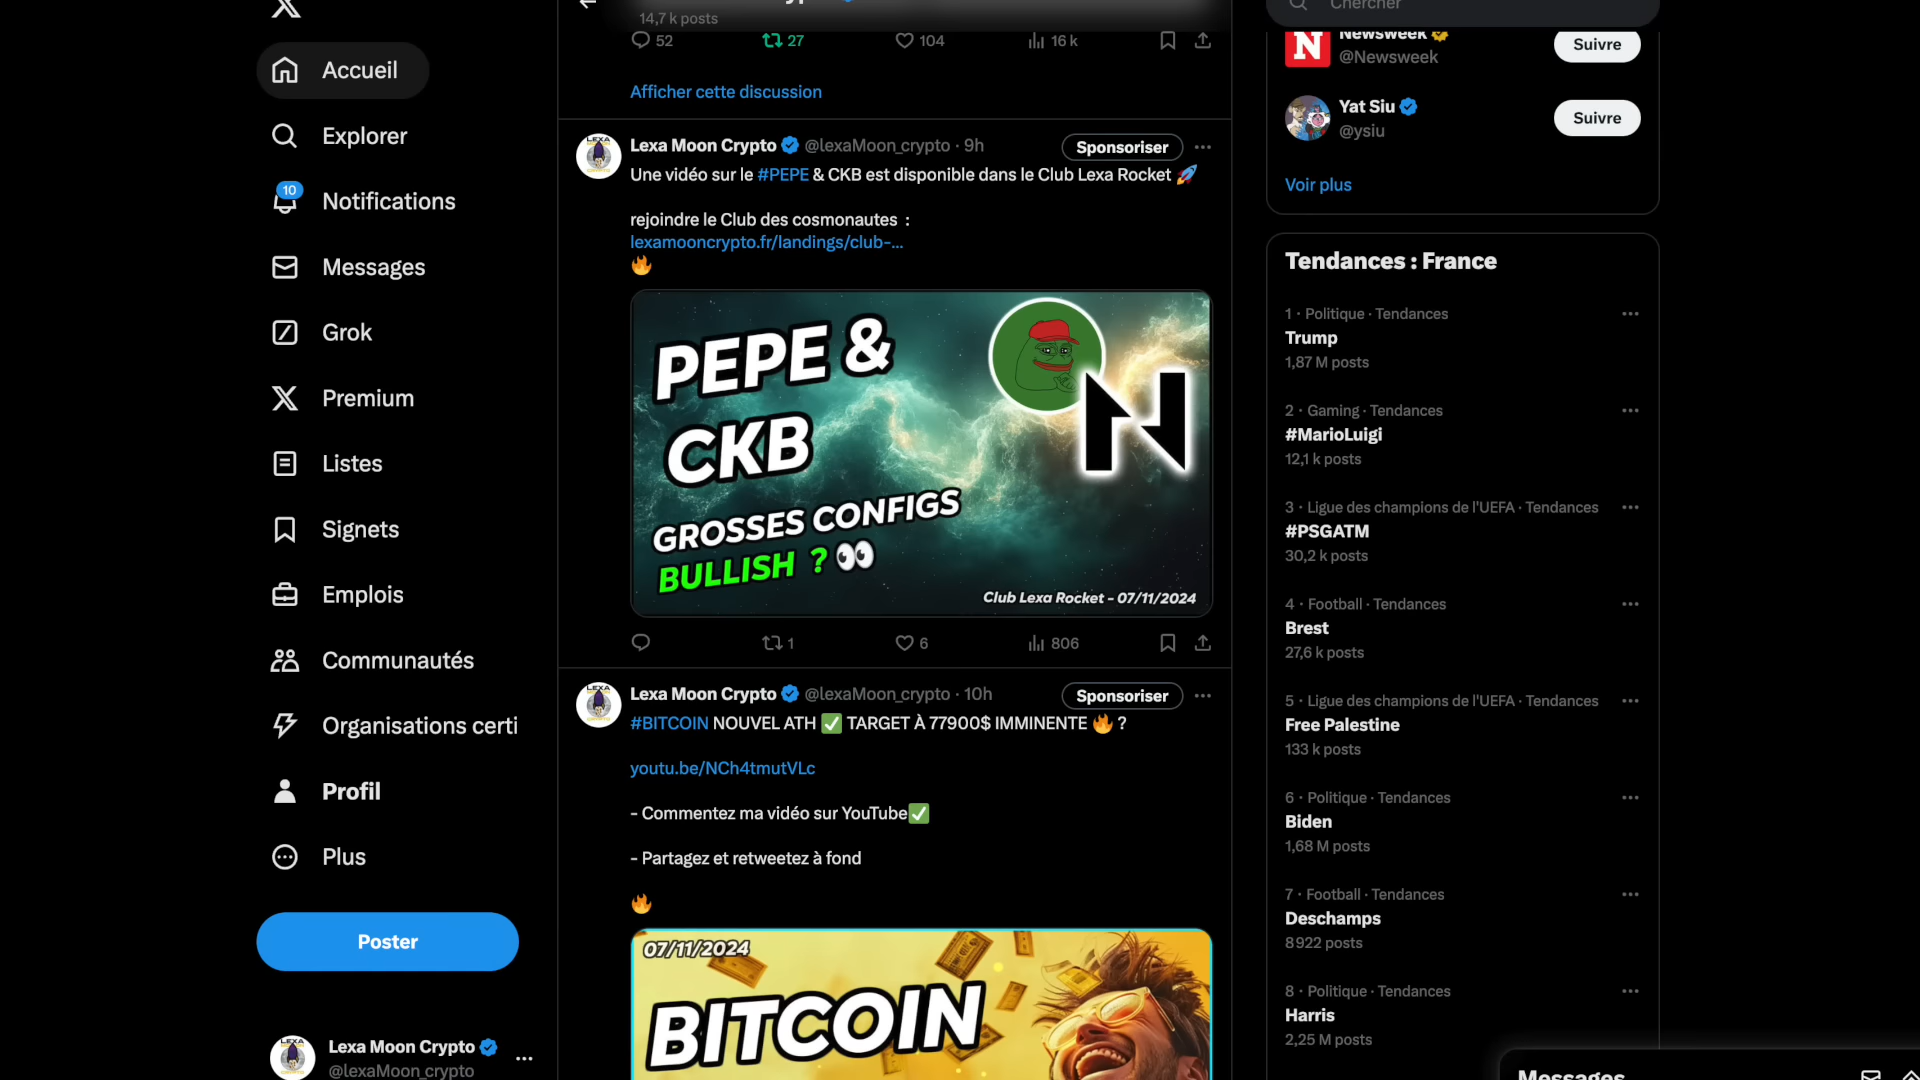 Accueil
Explorer
10
Notifications
Messages
Grok
Premium
Listes
Signets
Emplois
Communautés
Organisations certi
Profil
Plus
Poster
Lexa Moon Crypto
@lexaMoon_crypto
14,7 k posts
52 27 104 16 k
Afficher cette discussion
Lexa Moon Crypto @lexaMoon_crypto · 9h
Sponsoriser
Une vidéo sur le #PEPE & CKB est disponible dans le Club Lexa Rocket 🚀
rejoindre le Club des cosmonautes :
lexamooncrypto.fr/landings/club-...
🔥
PEPE &
CKB
GROSSES CONFIGS
BULLISH ? 👀
Club Lexa Rocket - 07/11/2024
1 6 806
Lexa Moon Crypto @lexaMoon_crypto · 10h
Sponsoriser
#BITCOIN NOUVEL ATH ✅ TARGET À 77900$ IMMINENTE 🔥 ?
youtu.be/NCh4tmutVLc
- Commentez ma vidéo sur YouTube✅
- Partagez et retweetez à fond
🔥
07/11/2024
BITCOIN
Chercher
Newsweek
@Newsweek
Suivre
Yat Siu
@ysiu
Suivre
Voir plus
Tendances : France
1 · Politique · Tendances
Trump
1,87 M posts
2 · Gaming · Tendances
#MarioLuigi
12,1 k posts
3 · Ligue des champions de l'UEFA · Tendances
#PSGATM
30,2 k posts
4 · Football · Tendances
Brest
27,6 k posts
5 · Ligue des champions de l'UEFA · Tendances
Free Palestine
133 k posts
6 · Politique · Tendances
Biden
1,68 M posts
7 · Football · Tendances
Deschamps
8 922 posts
8 · Politique · Tendances
Harris
2,25 M posts
Messages